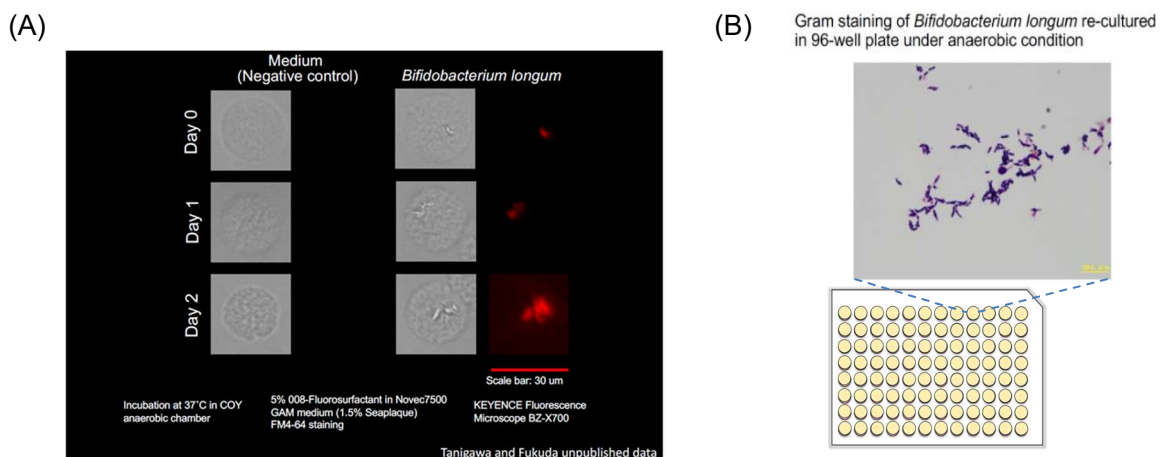 (A)
Medium
(Negative control)
Bifidobacterium longum
Day 0
Day 1
Day 2
Scale bar: 30 um
Incubation at 37˚C in COY
anaerobic chamber
5% 008-Fluorosurfactant in Novec7500
GAM medium (1.5% Seaplaque)
FM4-64 staining
KEYENCE Fluorescence
Microscope BZ-X700
Tanigawa and Fukuda unpublished data
(B)
Gram staining of Bifidobacterium longum re-cultured
in 96-well plate under anaerobic condition